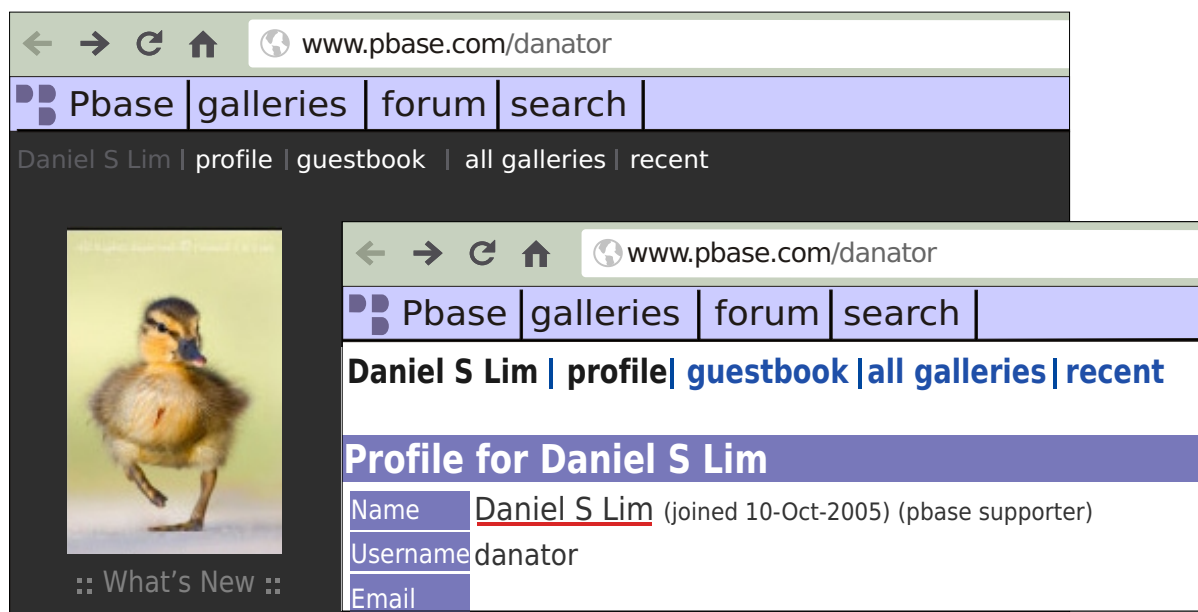 www.pbase.com/danator
Pbase galleries forum search
Daniel S Lim | profile | guestbook | all galleries | recent
:: What's New ::
www.pbase.com/danator
Pbase galleries forum search
Daniel S Lim | profile | guestbook | all galleries | recent
Profile for Daniel S Lim
Name Daniel S Lim (joined 10-Oct-2005) (pbase supporter)
Username danator
Email